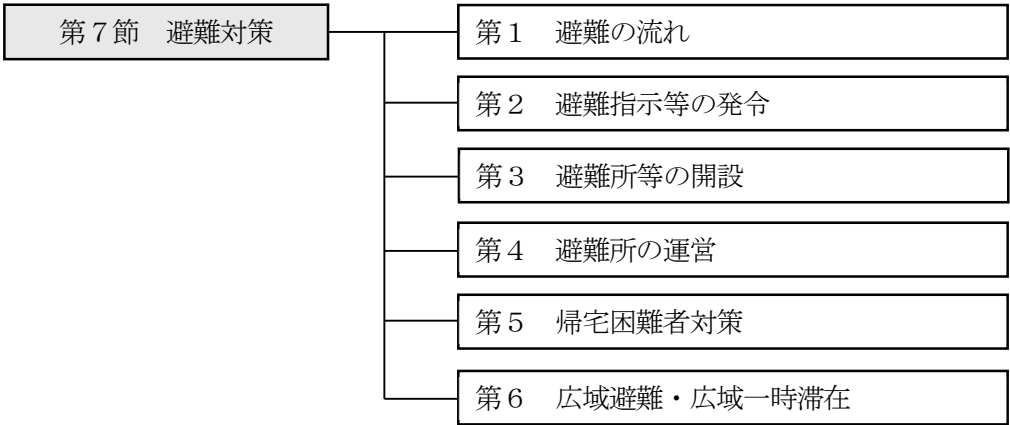 第７節　避難対策
第１　避難の流れ
第２　避難指示等の発令
第３　避難所等の開設
第４　避難所の運営
第５　帰宅困難者対策
第６　広域避難・広域一時滞在